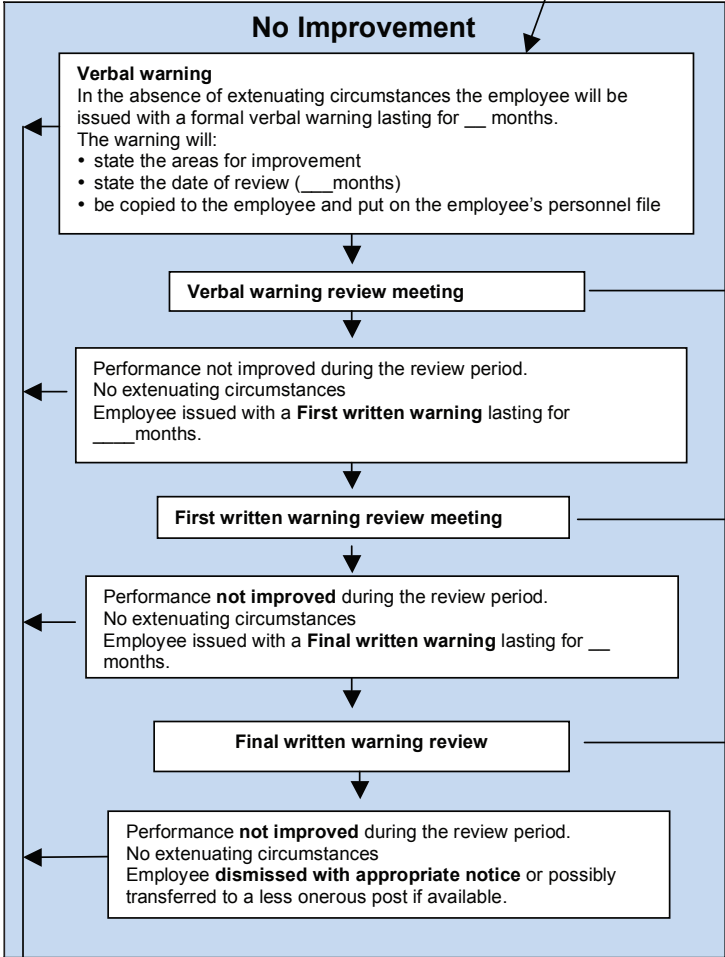 No Improvement
Verbal warning
In the absence of extenuating circumstances the employee will be
issued with a formal verbal warning lasting for __ months.
The warning will:
• state the areas for improvement
• state the date of review (___months)
• be copied to the employee and put on the employee's personnel file
Verbal warning review meeting
Performance not improved during the review period.
No extenuating circumstances
Employee issued with a First written warning lasting for
____months.
First written warning review meeting
Performance not improved during the review period.
No extenuating circumstances
Employee issued with a Final written warning lasting for __
months.
Final written warning review
Performance not improved during the review period.
No extenuating circumstances
Employee dismissed with appropriate notice or possibly
transferred to a less onerous post if available.